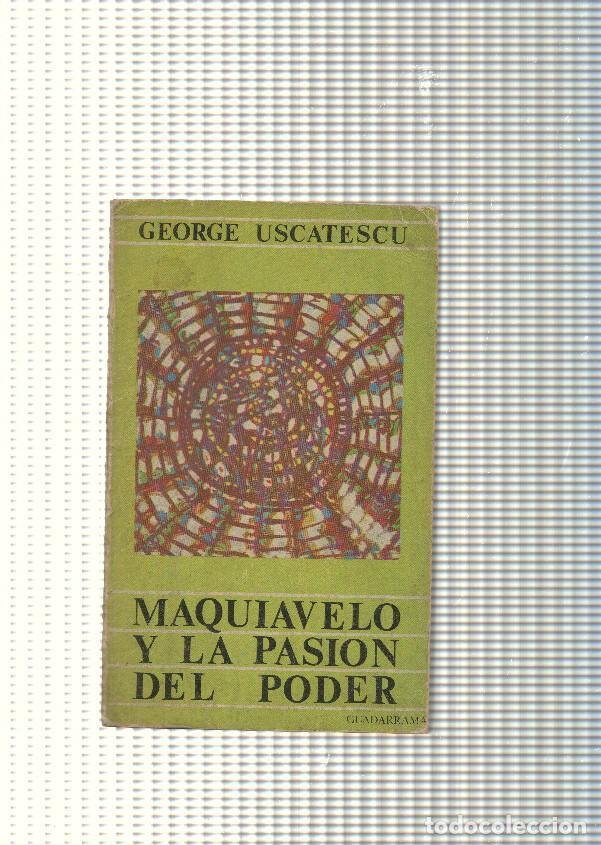 GEORGE USCATESCU
MAQUIAVELO
Y LA PASION
DEL PODER
GUADARRAMA
todocoleccion